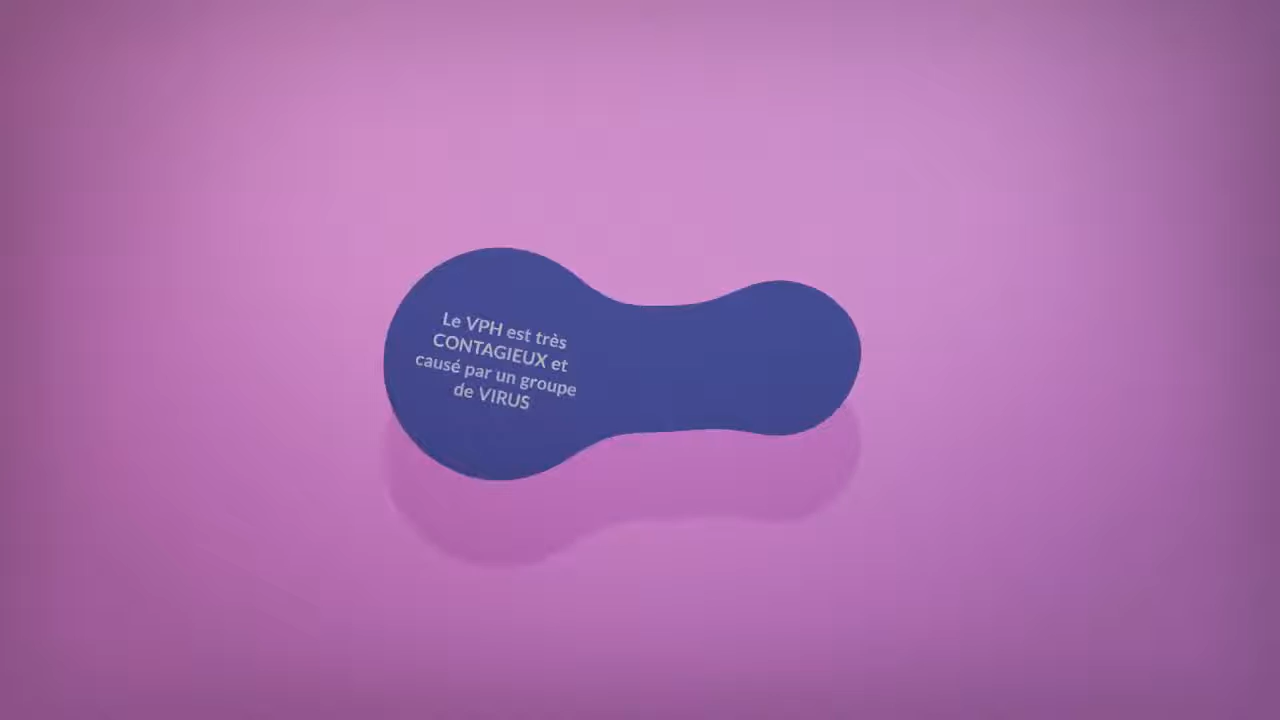 Le VPH est très
CONTAGIEUX et
causé par un groupe
de VIRUS